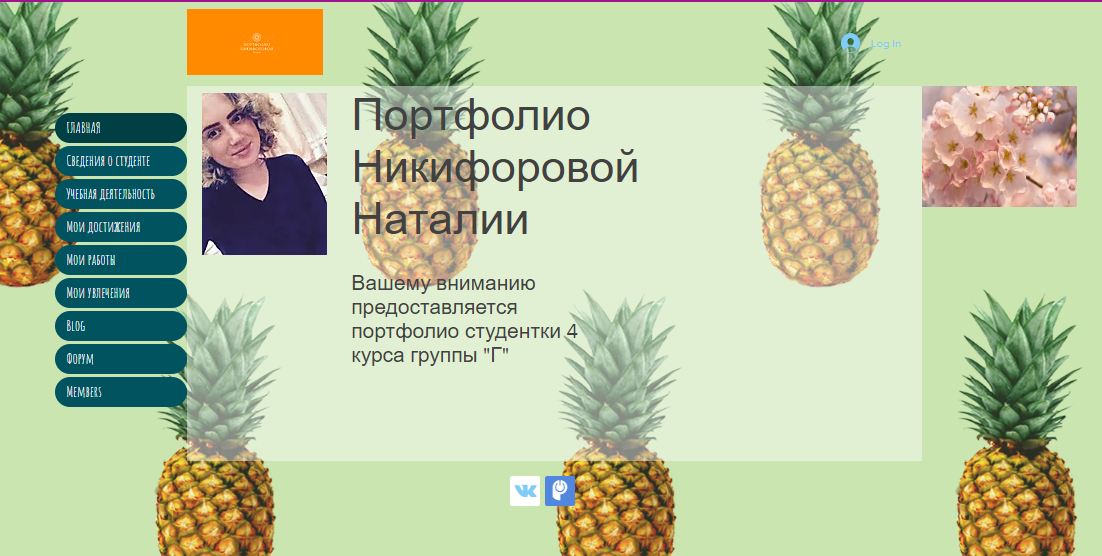 Log In
Главная
Сведения о студенте
Учебная деятельность
Мои достижения
Мои работы
Мои увлечения
Blog
Форум
Members
Портфолио
Никифоровой
Наталии
Вашему вниманию
предоставляется
портфолио студентки 4
курса группы "Г"